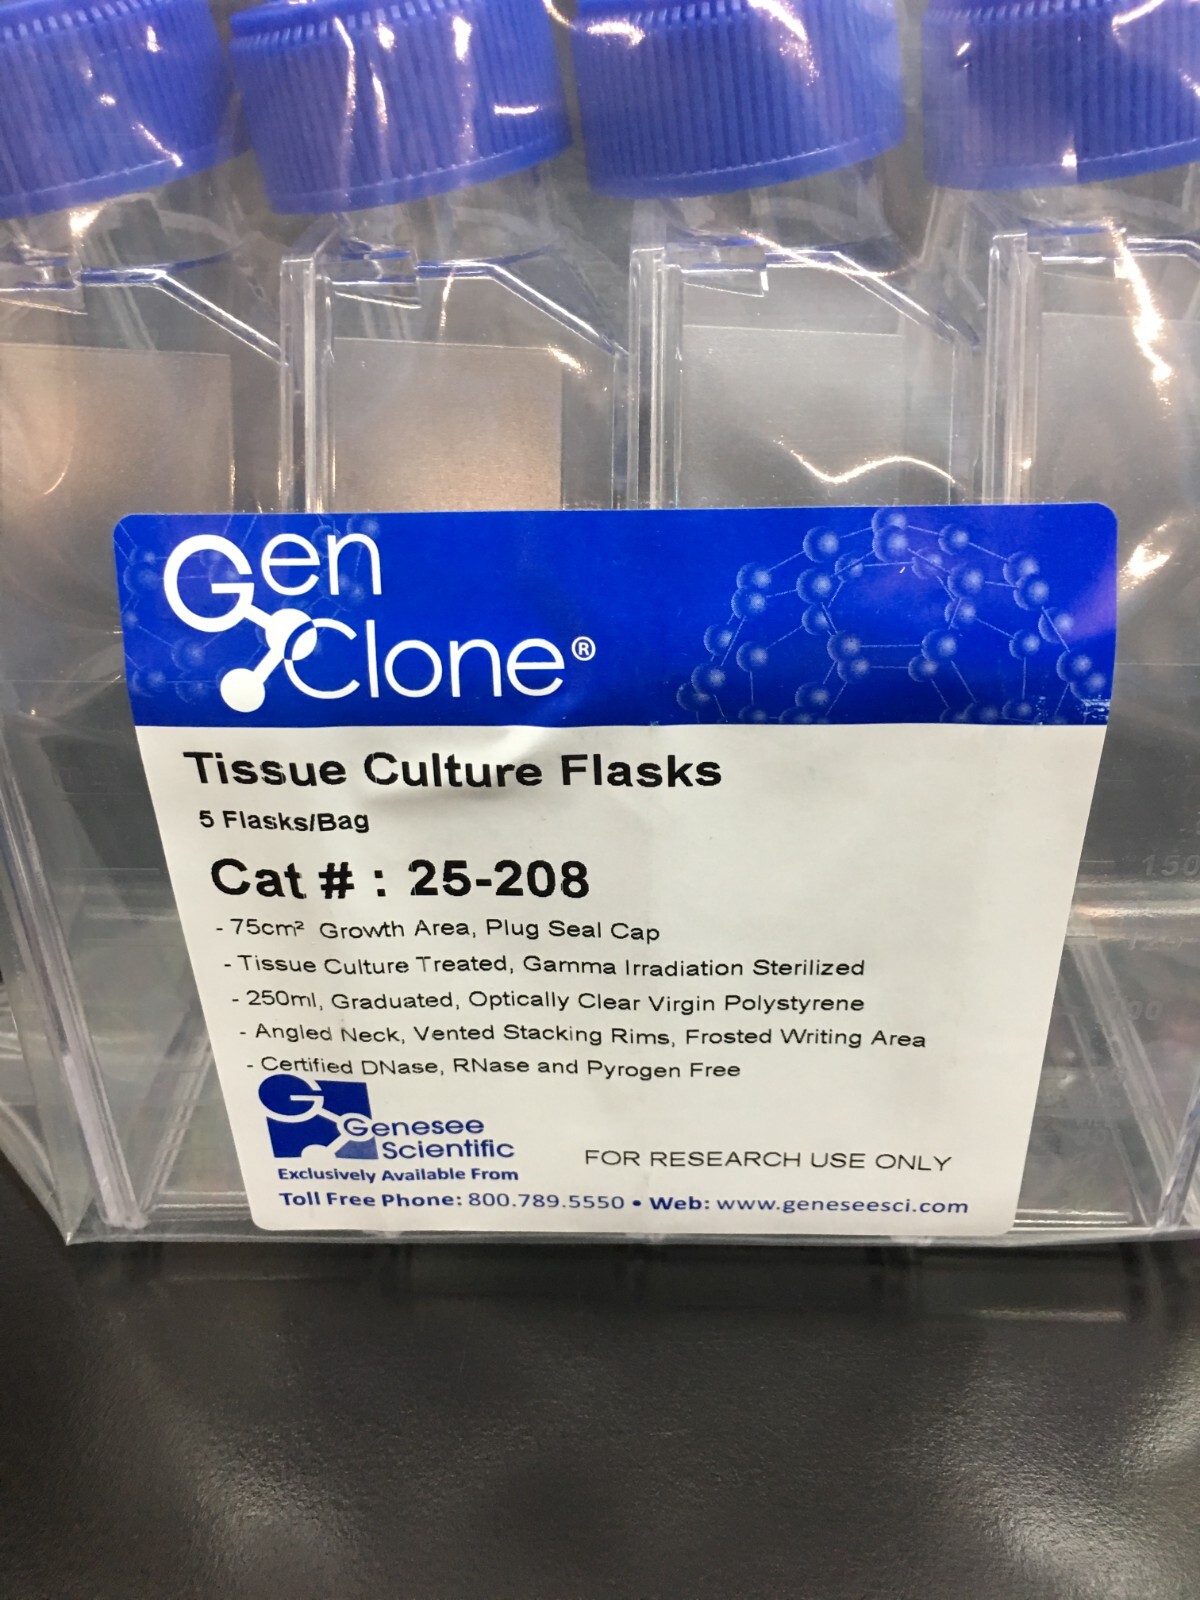 Gen
Clone®
Tissue Culture Flasks
5 Flasks/Bag
Cat # : 25-208
- 75cm² Growth Area, Plug Seal Cap
- Tissue Culture Treated, Gamma Irradiation Sterilized
- 250ml, Graduated, Optically Clear Virgin Polystyrene
- Angled Neck, Vented Stacking Rims, Frosted Writing Area
- Certified DNase, RNase and Pyrogen Free
Genesee
Scientific
Exclusively Available From
FOR RESEARCH USE ONLY
Toll Free Phone: 800.789.5550 • Web: www.geneseesci.com
150